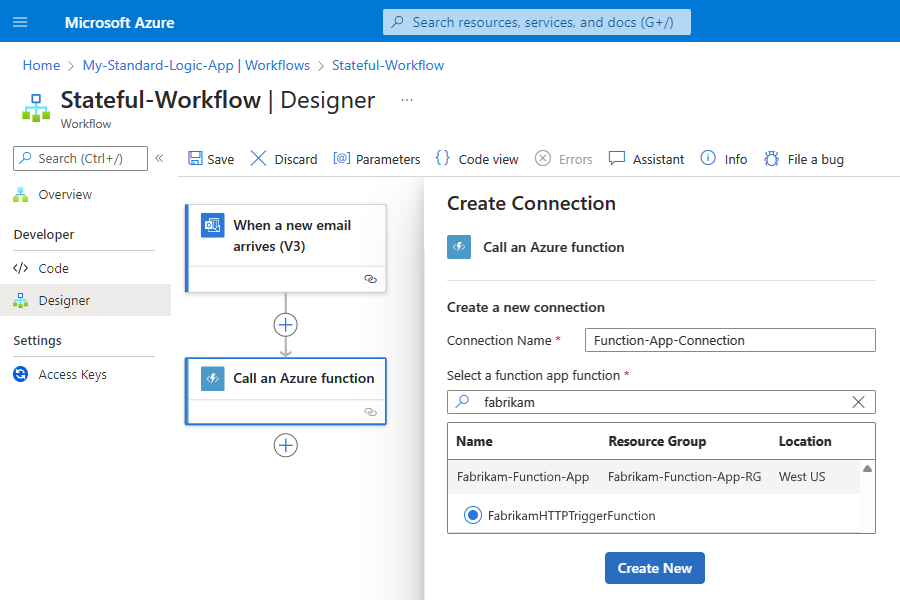 Microsoft Azure
Search resources, services, and docs (G+/)
Home > My-Standard-Logic-App | Workflows > Stateful-Workflow
Stateful-Workflow | Designer ...
Workflow
Search (Ctrl+/) «
Save Discard Parameters Code view Errors Assistant Info File a bug
Overview
Developer
Code
Designer
Settings
Access Keys
When a new email
arrives (V3)
Call an Azure function
Create Connection
Call an Azure function
Create a new connection
Connection Name * Function-App-Connection
Select a function app function *
fabrikam
Name Resource Group Location
Fabrikam-Function-App Fabrikam-Function-App-RG West US
FabrikamHTTPTriggerFunction
Create New